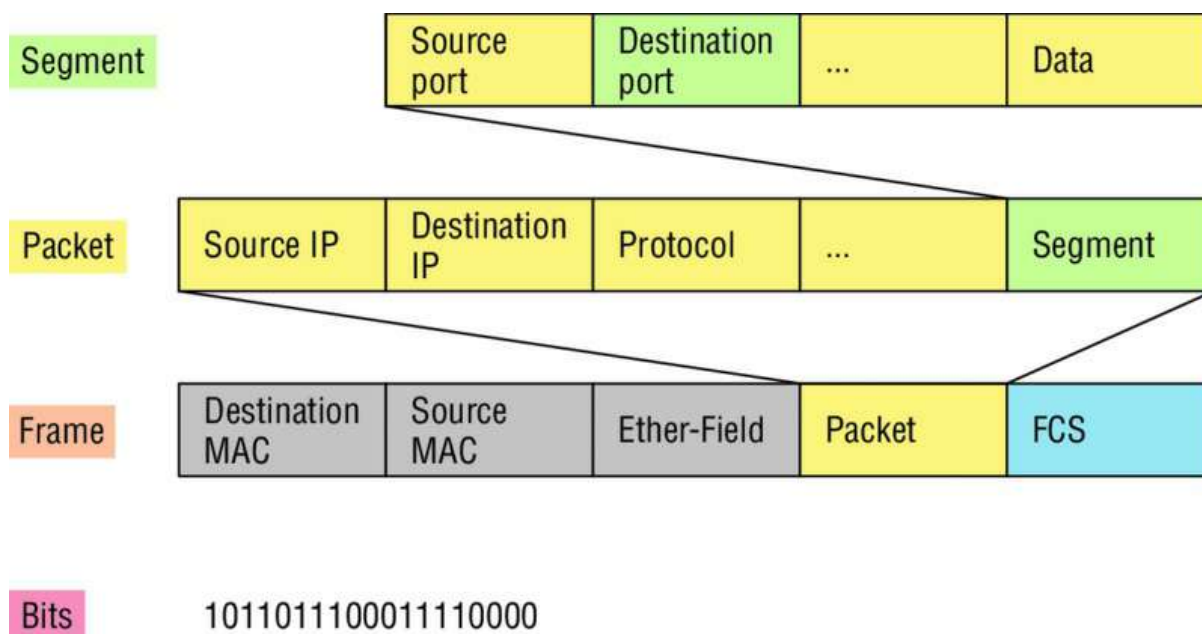 Segment
Source
port
Destination
port
...
Data
Packet
Source IP
Destination
IP
Protocol
...
Segment
Frame
Destination
MAC
Source
MAC
Ether-Field
Packet
FCS
Bits
1011011100011110000